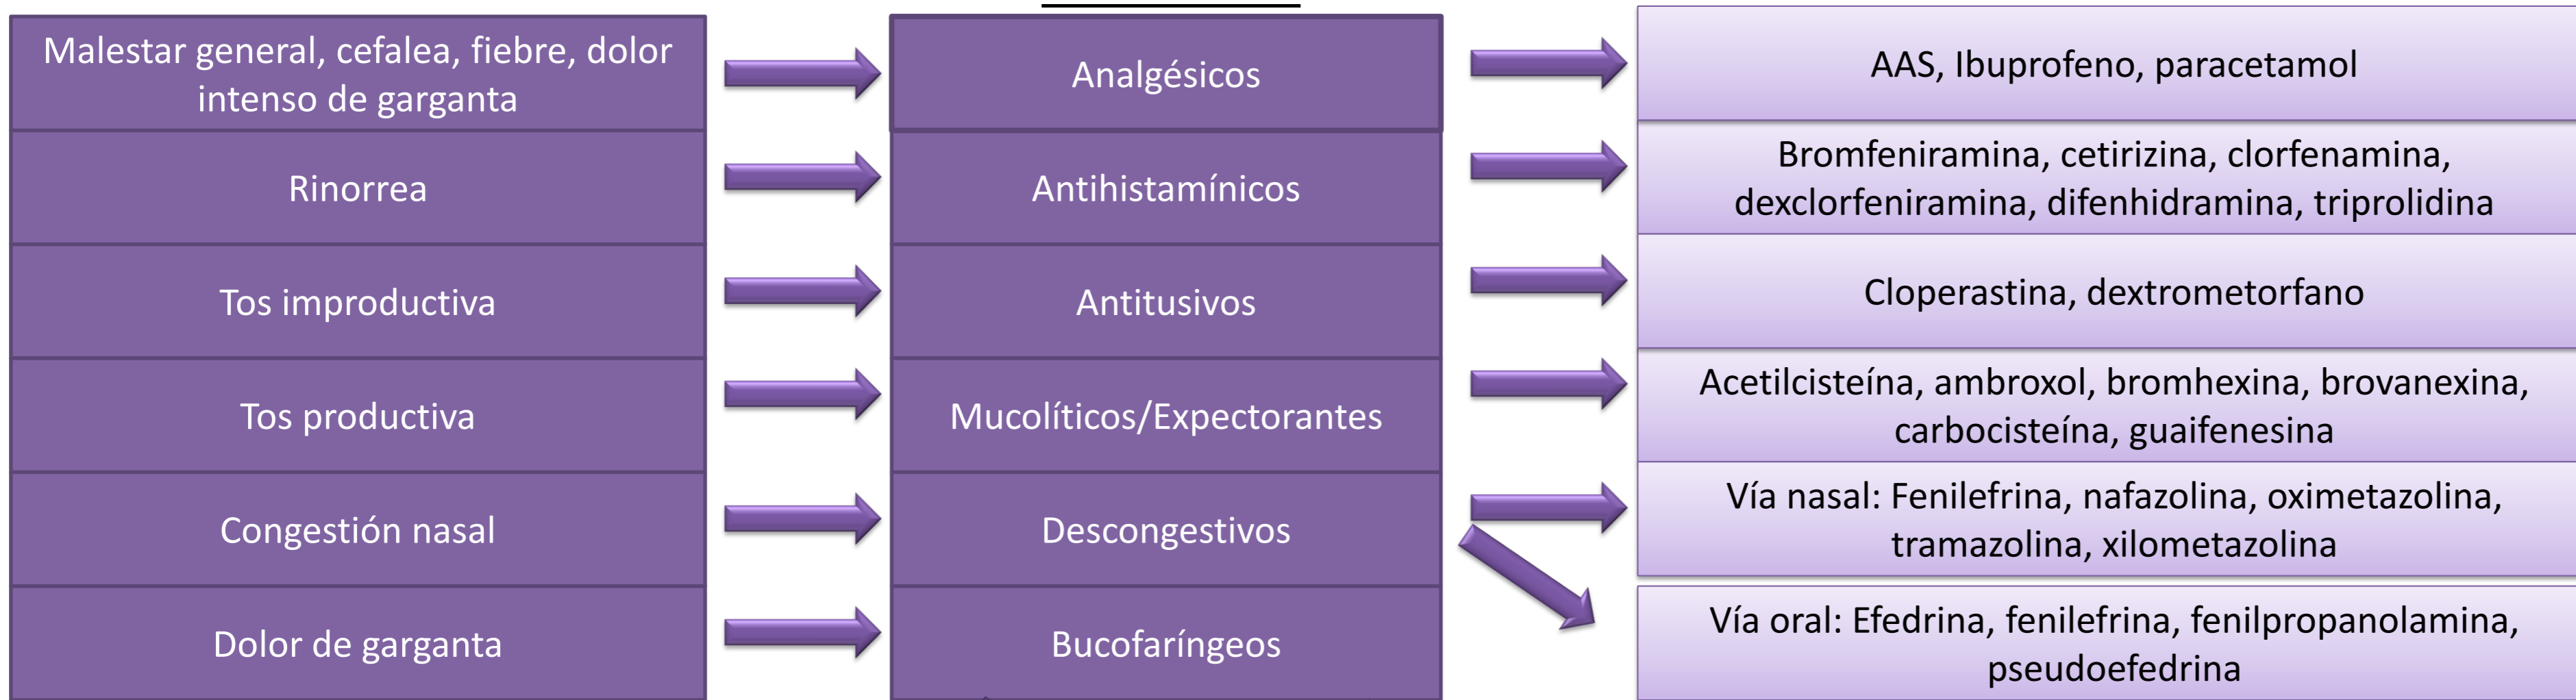 Malestar general, cefalea, fiebre, dolor
intenso de garganta
Analgésicos
AAS, Ibuprofeno, paracetamol
Rinorrea
Antihistamínicos
Bromfeniramina, cetirizina, clorfenamina,
dexclorfeniramina, difenhidramina, triprolidina
Tos improductiva
Antitusivos
Cloperastina, dextrometorfano
Tos productiva
Mucolíticos/Expectorantes
Acetilcisteína, ambroxol, bromhexina, brovanexina,
carbocisteína, guaifenesina
Congestión nasal
Descongestivos
Vía nasal: Fenilefrina, nafazolina, oximetazolina,
tramazolina, xilometazolina
Dolor de garganta
Bucofaríngeos
Vía oral: Efedrina, fenilefrina, fenilpropanolamina,
pseudoefedrina